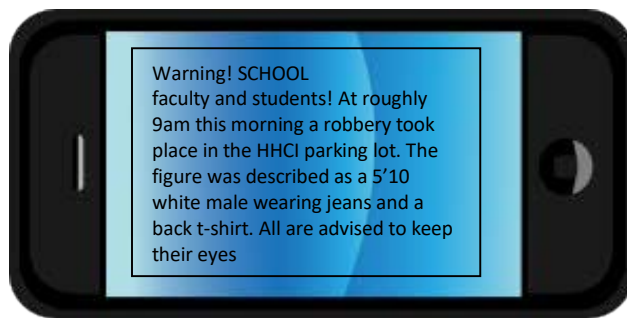 Warning! SCHOOL
faculty and students! At roughly
9am this morning a robbery took
place in the HHCI parking lot. The
figure was described as a 5’10
white male wearing jeans and a
back t-shirt. All are advised to keep
their eyes